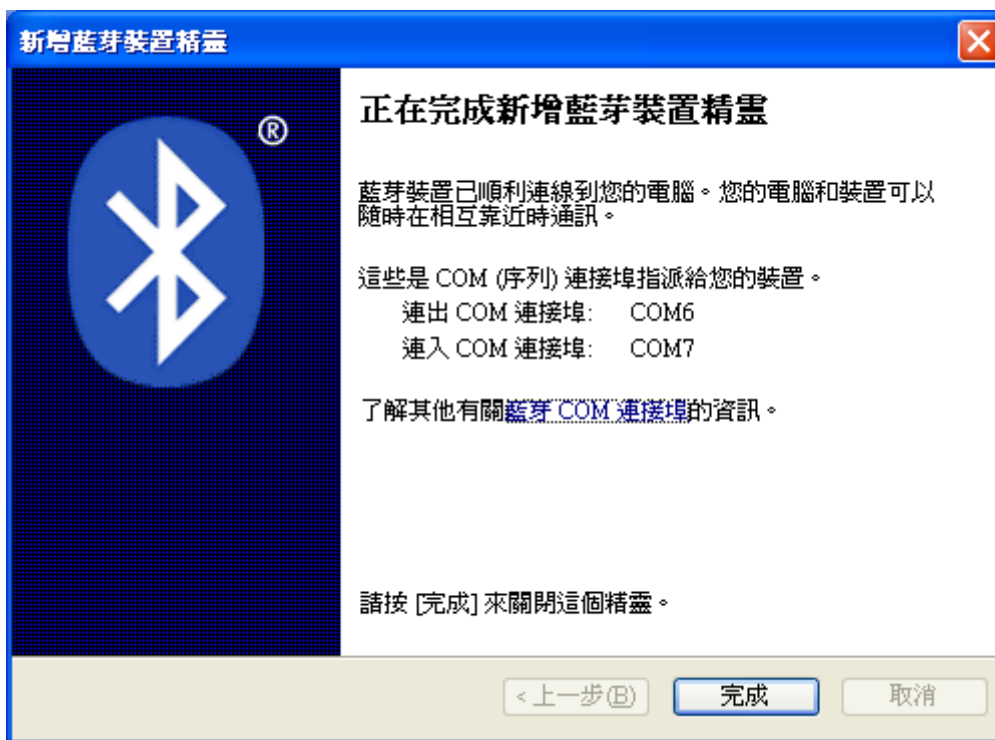 新增藍芽裝置精靈
正在完成新增藍芽裝置精靈
®
藍芽裝置已順利連線到您的電腦。您的電腦和裝置可以
隨時在相互靠近時通訊。
這些是 COM (序列) 連接埠指派給您的裝置。
連出 COM 連接埠: COM6
連入 COM 連接埠: COM7
了解其他有關藍芽 COM 連接埠的資訊。
請按 [完成] 來關閉這個精靈。
< 上一步(B) 完成 取消